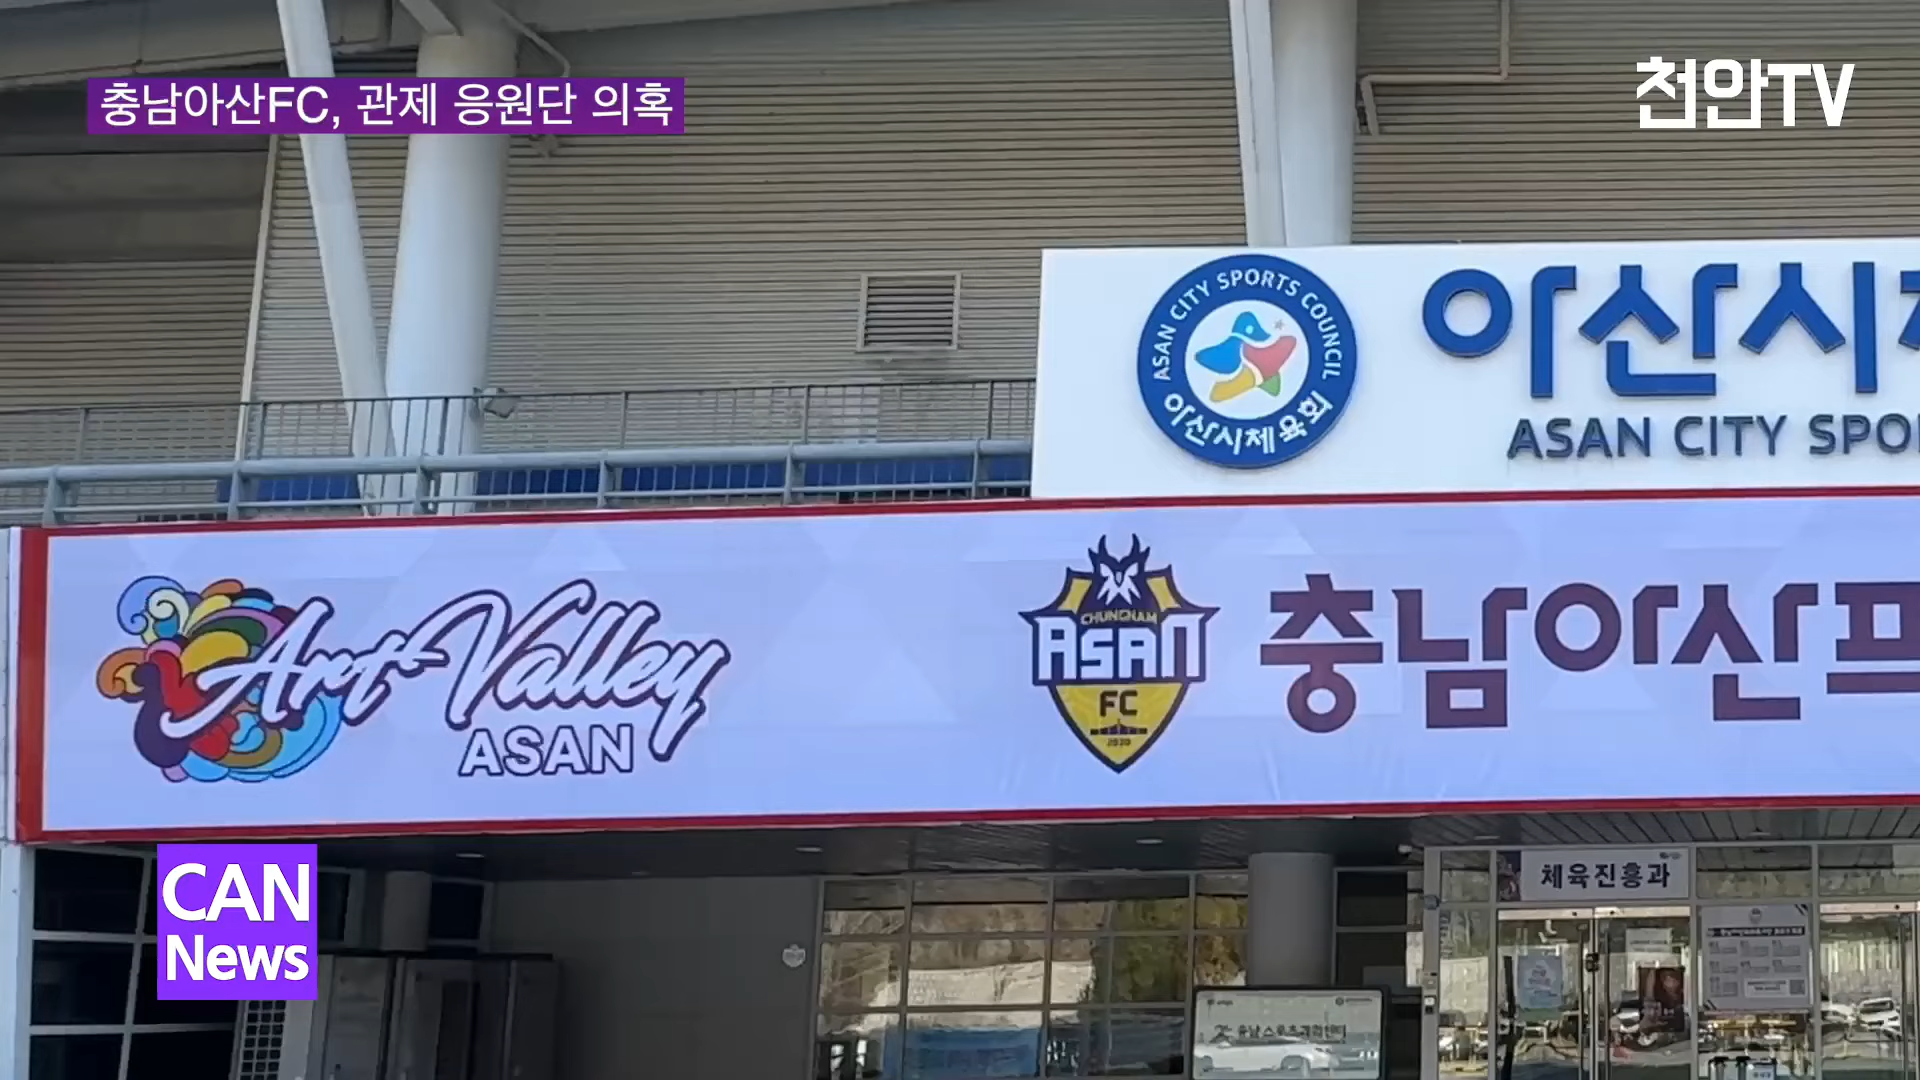 충남아산FC, 관제 응원단 의혹
천안TV
ASAN CITY SPORTS COUNCIL
아산시체육회
아산시체
ASAN CITY SPO
Art Valley
ASAN
CHUNGNAM
ASAN
FC
2020
충남아산프
CAN
News
체육진흥과